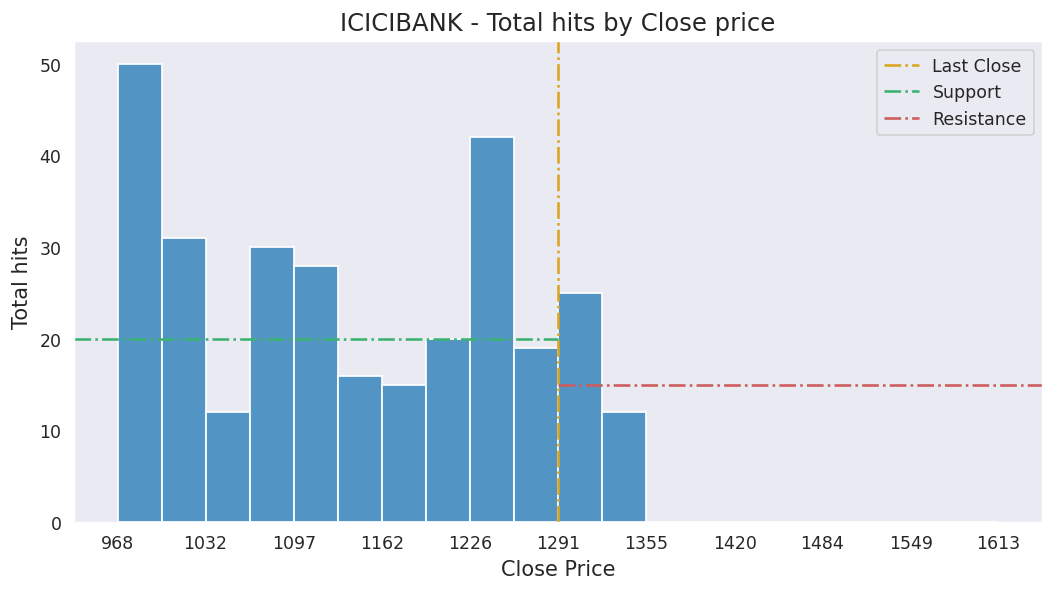 ICICIBANK - Total hits by Close price
Last Close
Support
Resistance
50
40
30
20
10
0
Total hits
968 1032 1097 1162 1226 1291 1355 1420 1484 1549 1613
Close Price